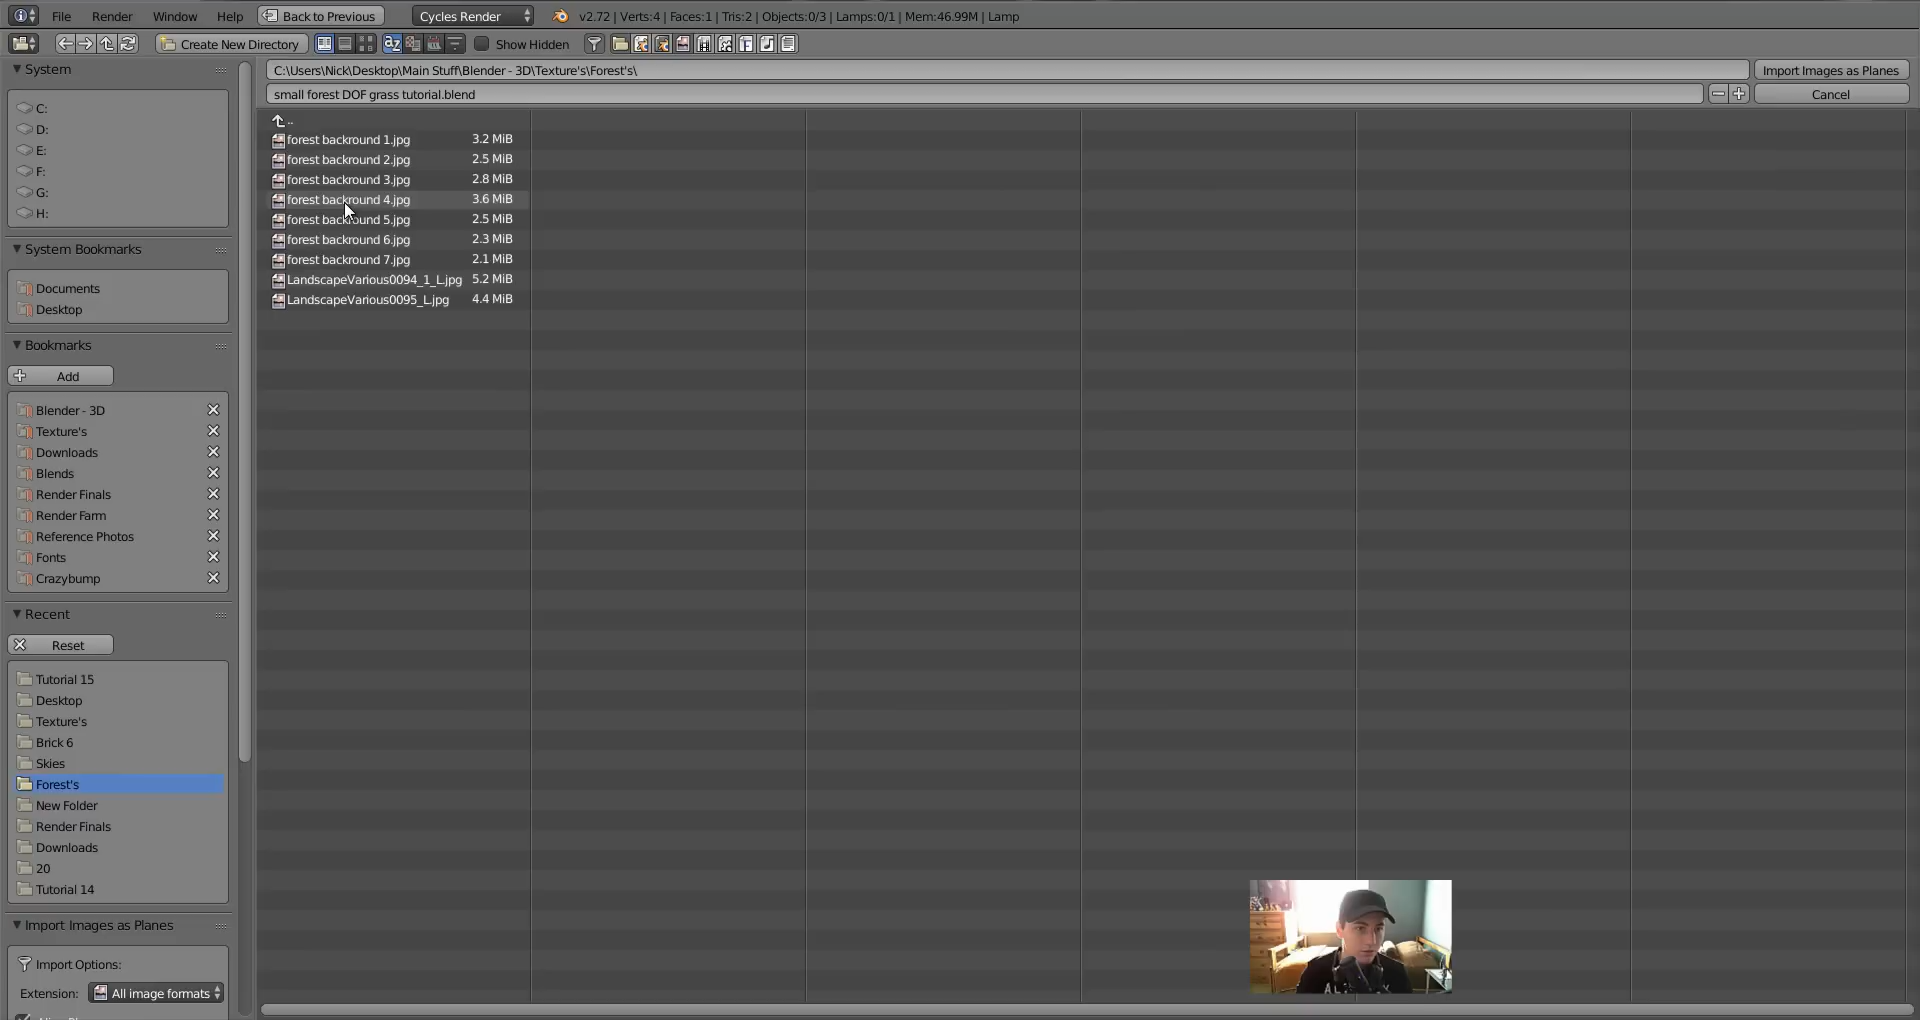 File Render Window Help Back to Previous Cycles Render v2.72 | Verts:4 | Faces:1 | Tris:2 | Objects:0/3 | Lamps:0/1 | Mem:46.99M | Lamp
Create New Directory Show Hidden
System
C:
D:
E:
F:
G:
H:
System Bookmarks
Documents
Desktop
Bookmarks
Add
Blender - 3D
Texture's
Downloads
Blends
Render Finals
Render Farm
Reference Photos
Fonts
Crazybump
Recent
Reset
Tutorial 15
Desktop
Texture's
Brick 6
Skies
Forest's
New Folder
Render Finals
Downloads
20
Tutorial 14
Import Images as Planes
Import Options:
Extension: All image formats
C:\Users\Nick\Desktop\Main Stuff\Blender - 3D\Texture's\Forest's\ Import Images as Planes
small forest DOF grass tutorial.blend Cancel
..
forest backround 1.jpg 3.2 MiB
forest backround 2.jpg 2.5 MiB
forest backround 3.jpg 2.8 MiB
forest backround 4.jpg 3.6 MiB
forest backround 5.jpg 2.5 MiB
forest backround 6.jpg 2.3 MiB
forest backround 7.jpg 2.1 MiB
LandscapeVarious0094_1_L.jpg 5.2 MiB
LandscapeVarious0095_L.jpg 4.4 MiB